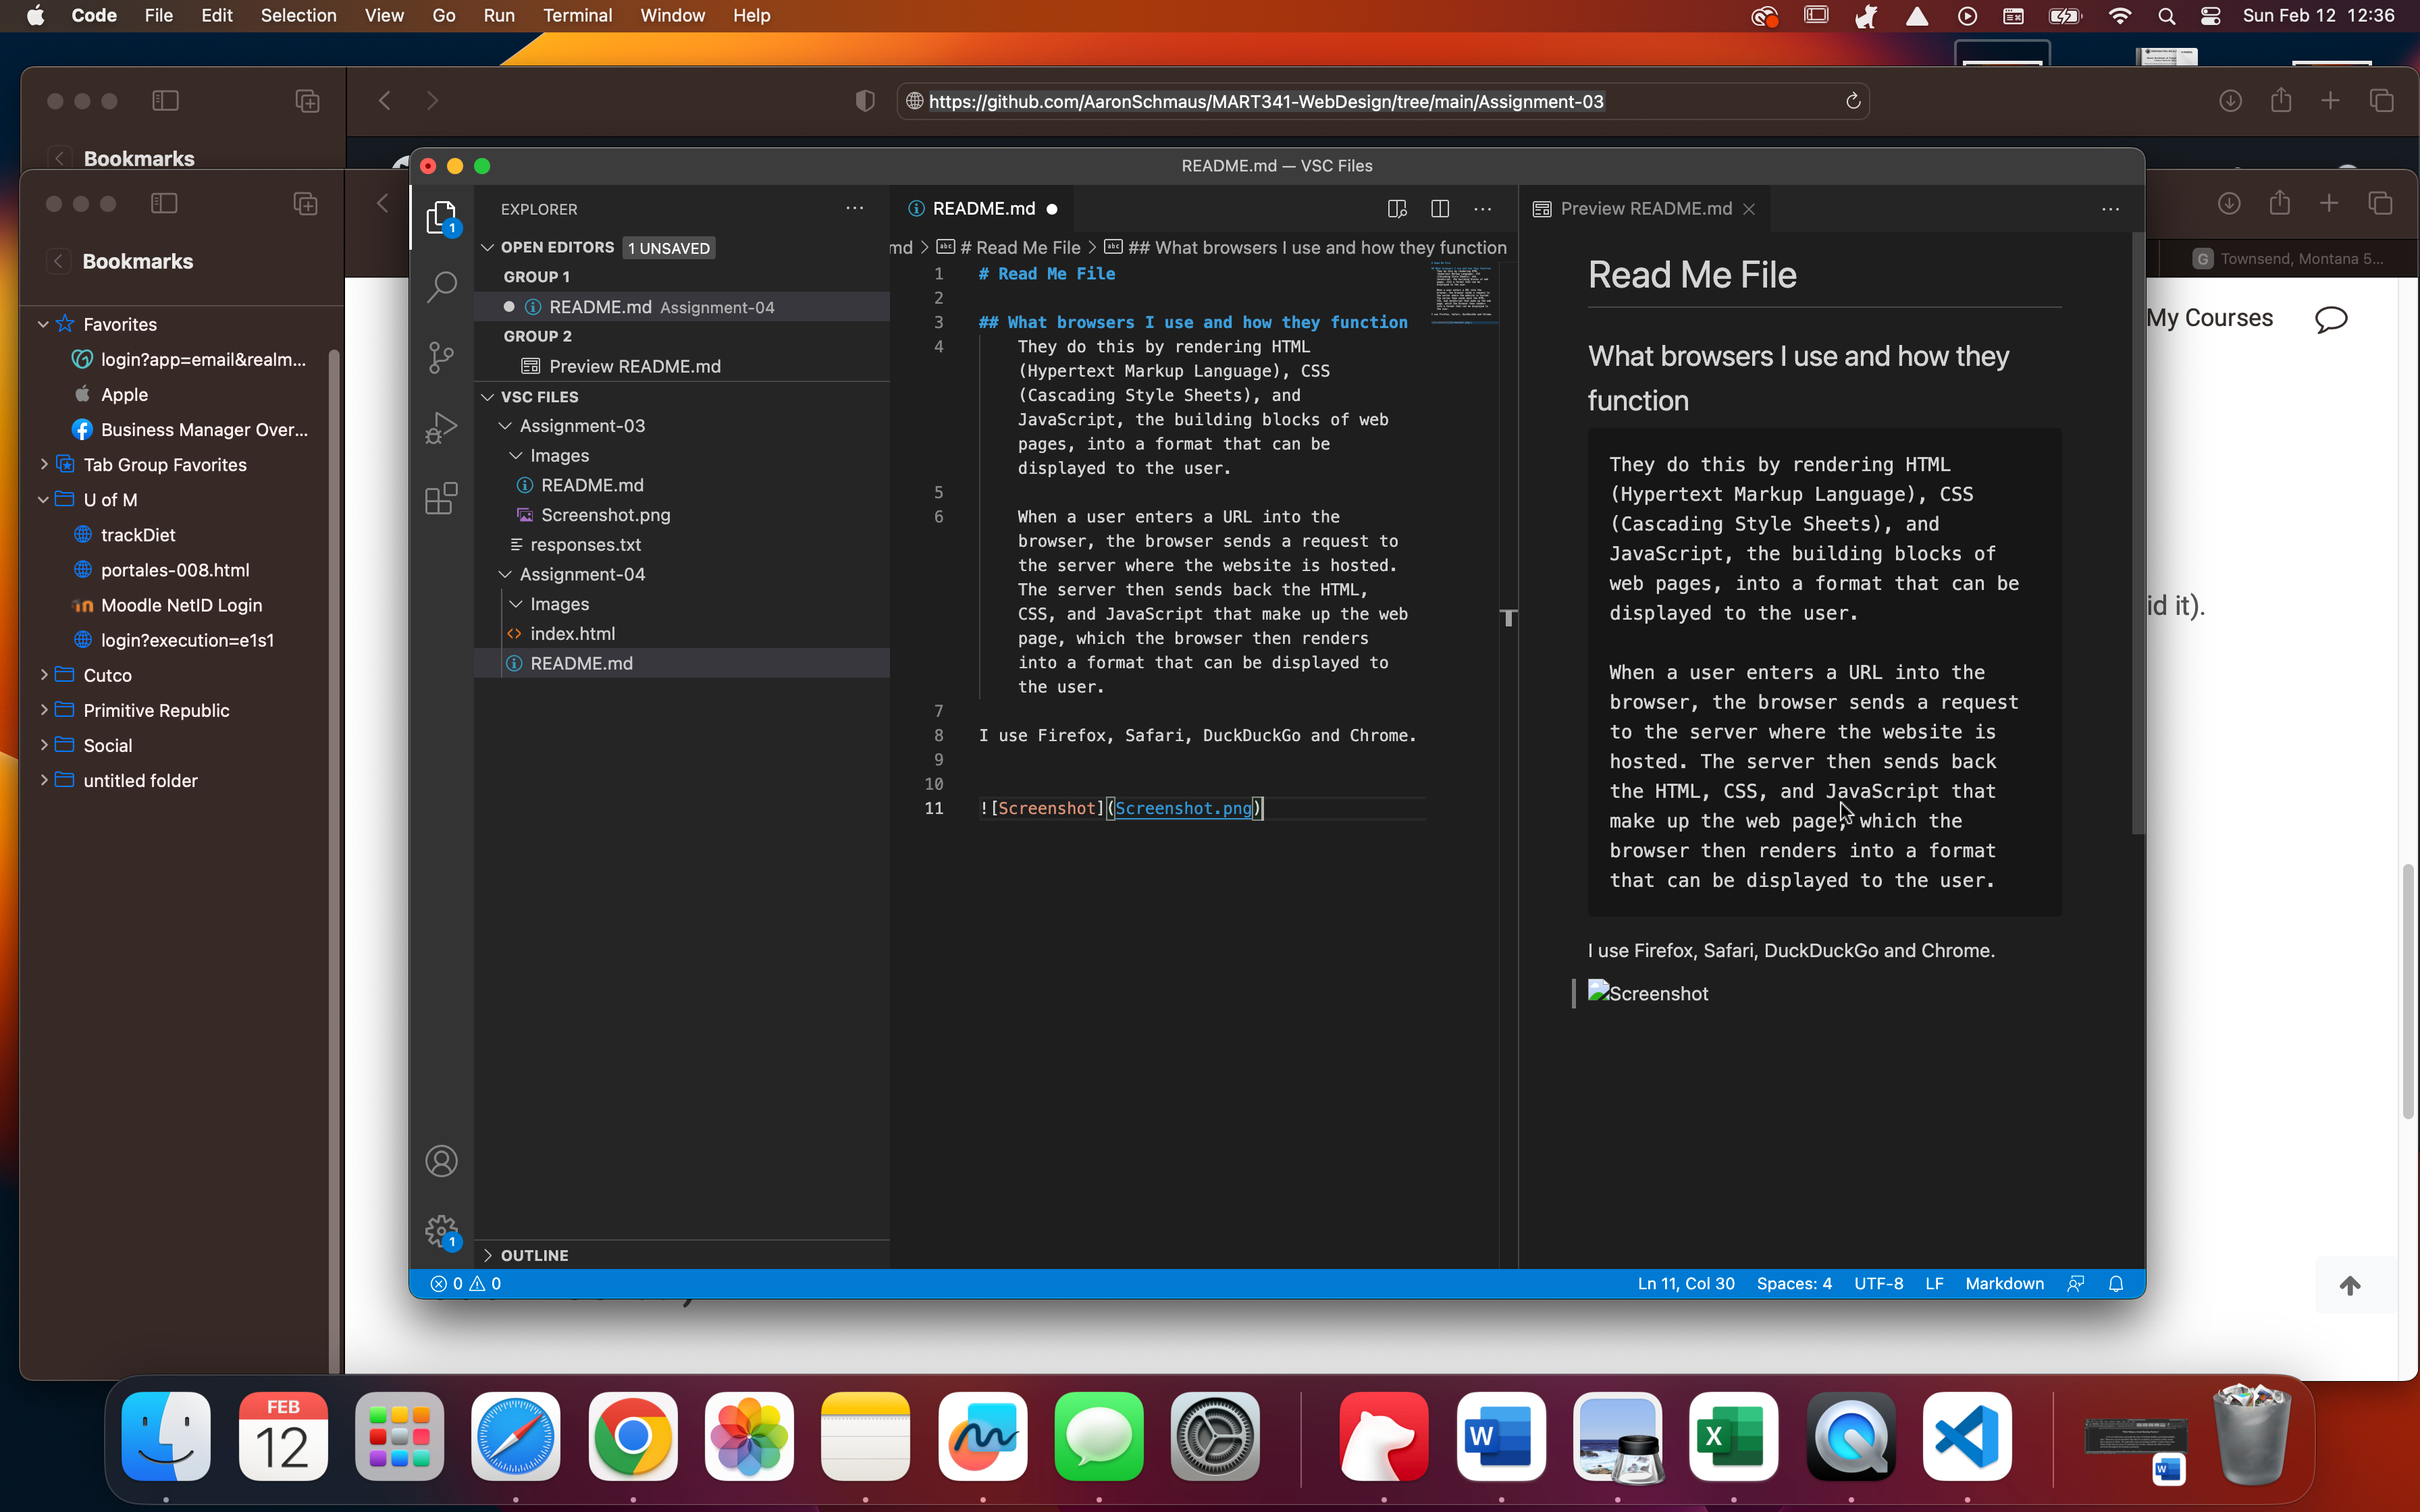 Code File Edit Selection View Go Run Terminal Window Help Sun Feb 12 12:36
https://github.com/AaronSchmaus/MART341-WebDesign/tree/main/Assignment-03
Bookmarks
Bookmarks
Favorites
login?app=email&realm...
Apple
Business Manager Over...
Tab Group Favorites
U of M
trackDiet
portales-008.html
Moodle NetID Login
login?execution=e1s1
Cutco
Primitive Republic
Social
untitled folder
README.md — VSC Files
EXPLORER
1
OPEN EDITORS 1 UNSAVED
GROUP 1
README.md Assignment-04
GROUP 2
Preview README.md
VSC FILES
Assignment-03
Images
README.md
Screenshot.png
responses.txt
Assignment-04
Images
index.html
README.md
OUTLINE
1
README.md
md > # Read Me File > ## What browsers I use and how they function
1 # Read Me File
2
3 ## What browsers I use and how they function
4 They do this by rendering HTML
(Hypertext Markup Language), CSS
(Cascading Style Sheets), and
JavaScript, the building blocks of web
pages, into a format that can be
displayed to the user.
5
6 When a user enters a URL into the
browser, the browser sends a request to
the server where the website is hosted.
The server then sends back the HTML,
CSS, and JavaScript that make up the web
page, which the browser then renders
into a format that can be displayed to
the user.
7
8 I use Firefox, Safari, DuckDuckGo and Chrome.
9
10
11 ![Screenshot](Screenshot.png)
Preview README.md
Read Me File
What browsers I use and how they
function
They do this by rendering HTML
(Hypertext Markup Language), CSS
(Cascading Style Sheets), and
JavaScript, the building blocks of
web pages, into a format that can be
displayed to the user.
When a user enters a URL into the
browser, the browser sends a request
to the server where the website is
hosted. The server then sends back
the HTML, CSS, and JavaScript that
make up the web page, which the
browser then renders into a format
that can be displayed to the user.
I use Firefox, Safari, DuckDuckGo and Chrome.
Screenshot
0 0 Ln 11, Col 30 Spaces: 4 UTF-8 LF Markdown
G Townsend, Montana 5...
My Courses
id it).
FEB
12
W
X
W